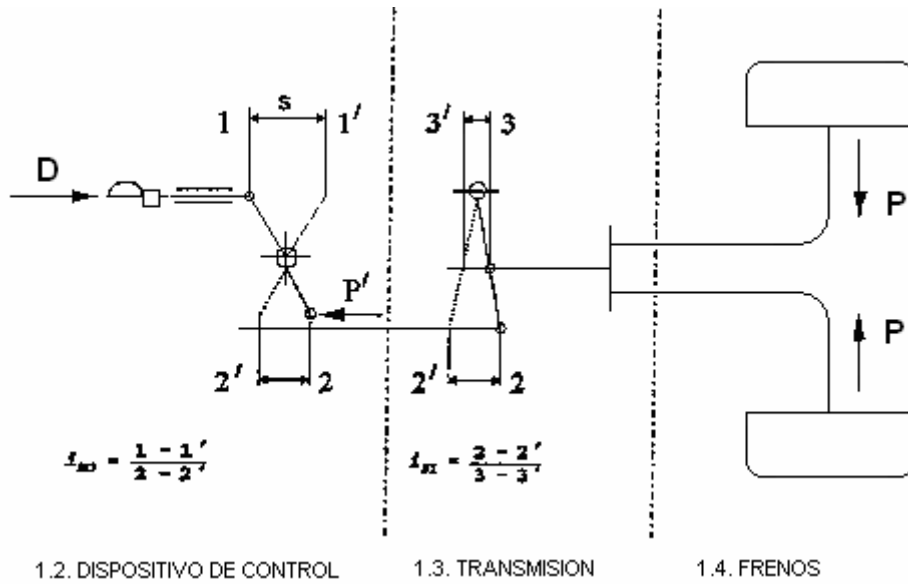 1 s 1′
3′ 3
D
P
P′
P
2′ 2
2′ 2
= 1 - 1′ / 2 - 2′
= 2 - 2′ / 3 - 3′
1.2. DISPOSITIVO DE CONTROL
1.3. TRANSMISION
1.4. FRENOS